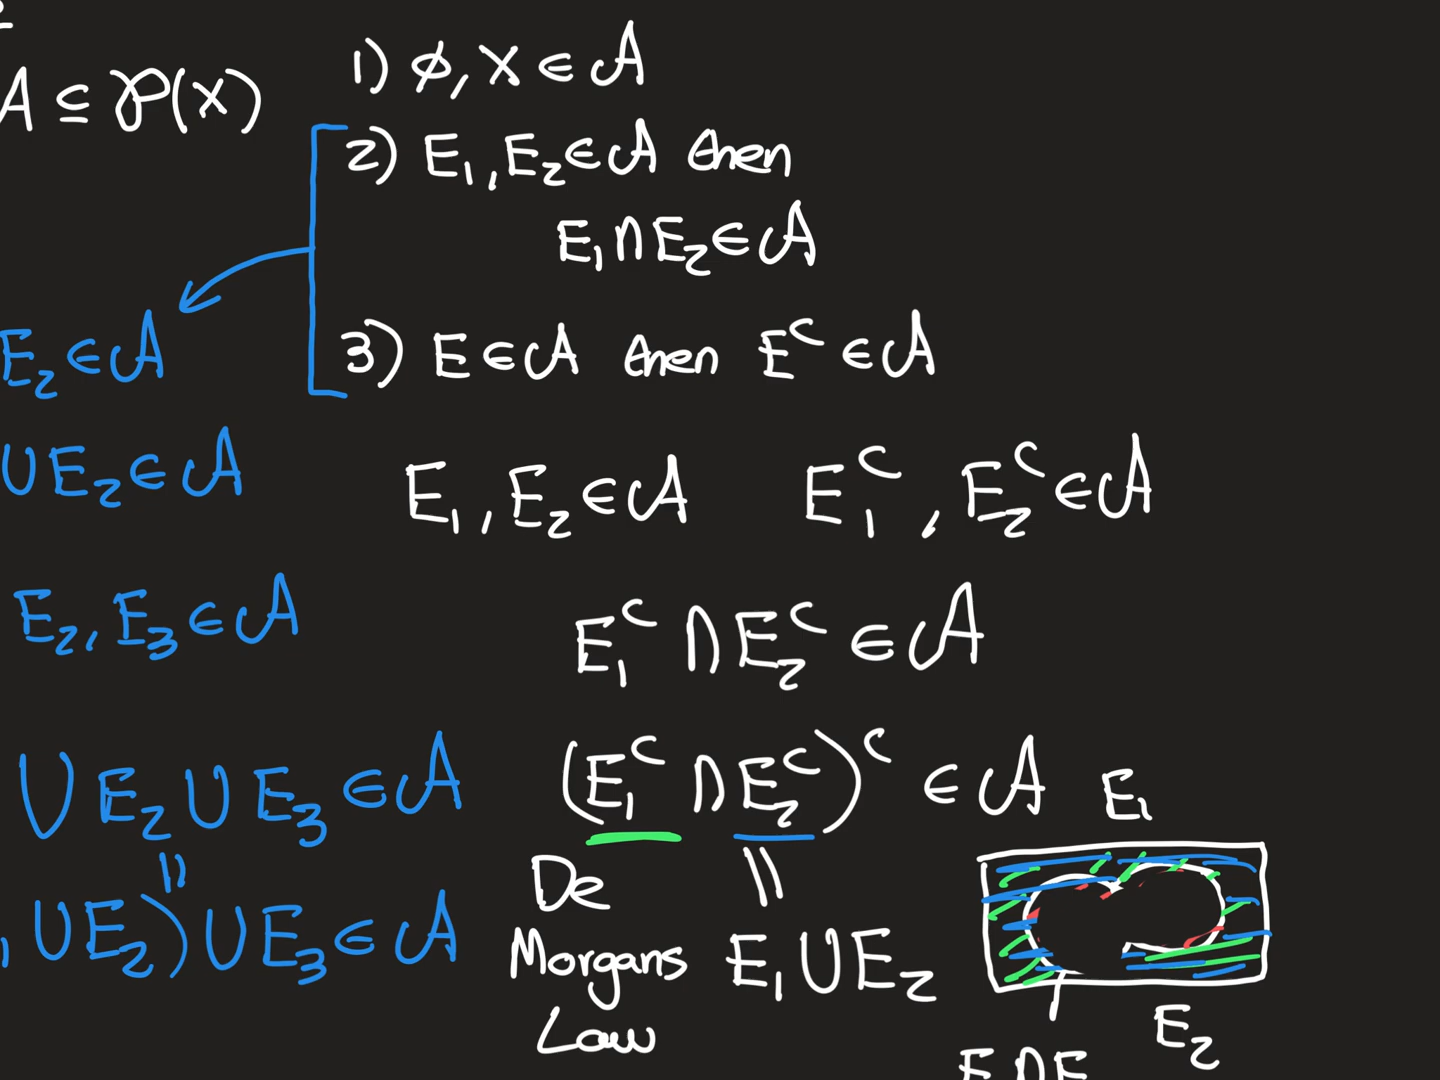 A ⊆ 𝒫(X)
1) ∅, X ∈ 𝒜
2) E₁, E₂ ∈ 𝒜 then
E₁ ∩ E₂ ∈ 𝒜
3) E ∈ 𝒜 then Eᶜ ∈ 𝒜
E₂ ∈ 𝒜
∪ E₂ ∈ 𝒜
E₂, E₃ ∈ 𝒜
∪ E₂ ∪ E₃ ∈ 𝒜
=
₁ ∪ E₂) ∪ E₃ ∈ 𝒜
E₁, E₂ ∈ 𝒜 E₁ᶜ, E₂ᶜ ∈ 𝒜
E₁ᶜ ∩ E₂ᶜ ∈ 𝒜
(E₁ᶜ ∩ E₂ᶜ)ᶜ ∈ 𝒜
=
E₁ ∪ E₂
De
Morgans
Law
E₁
E₂
E ∩ E